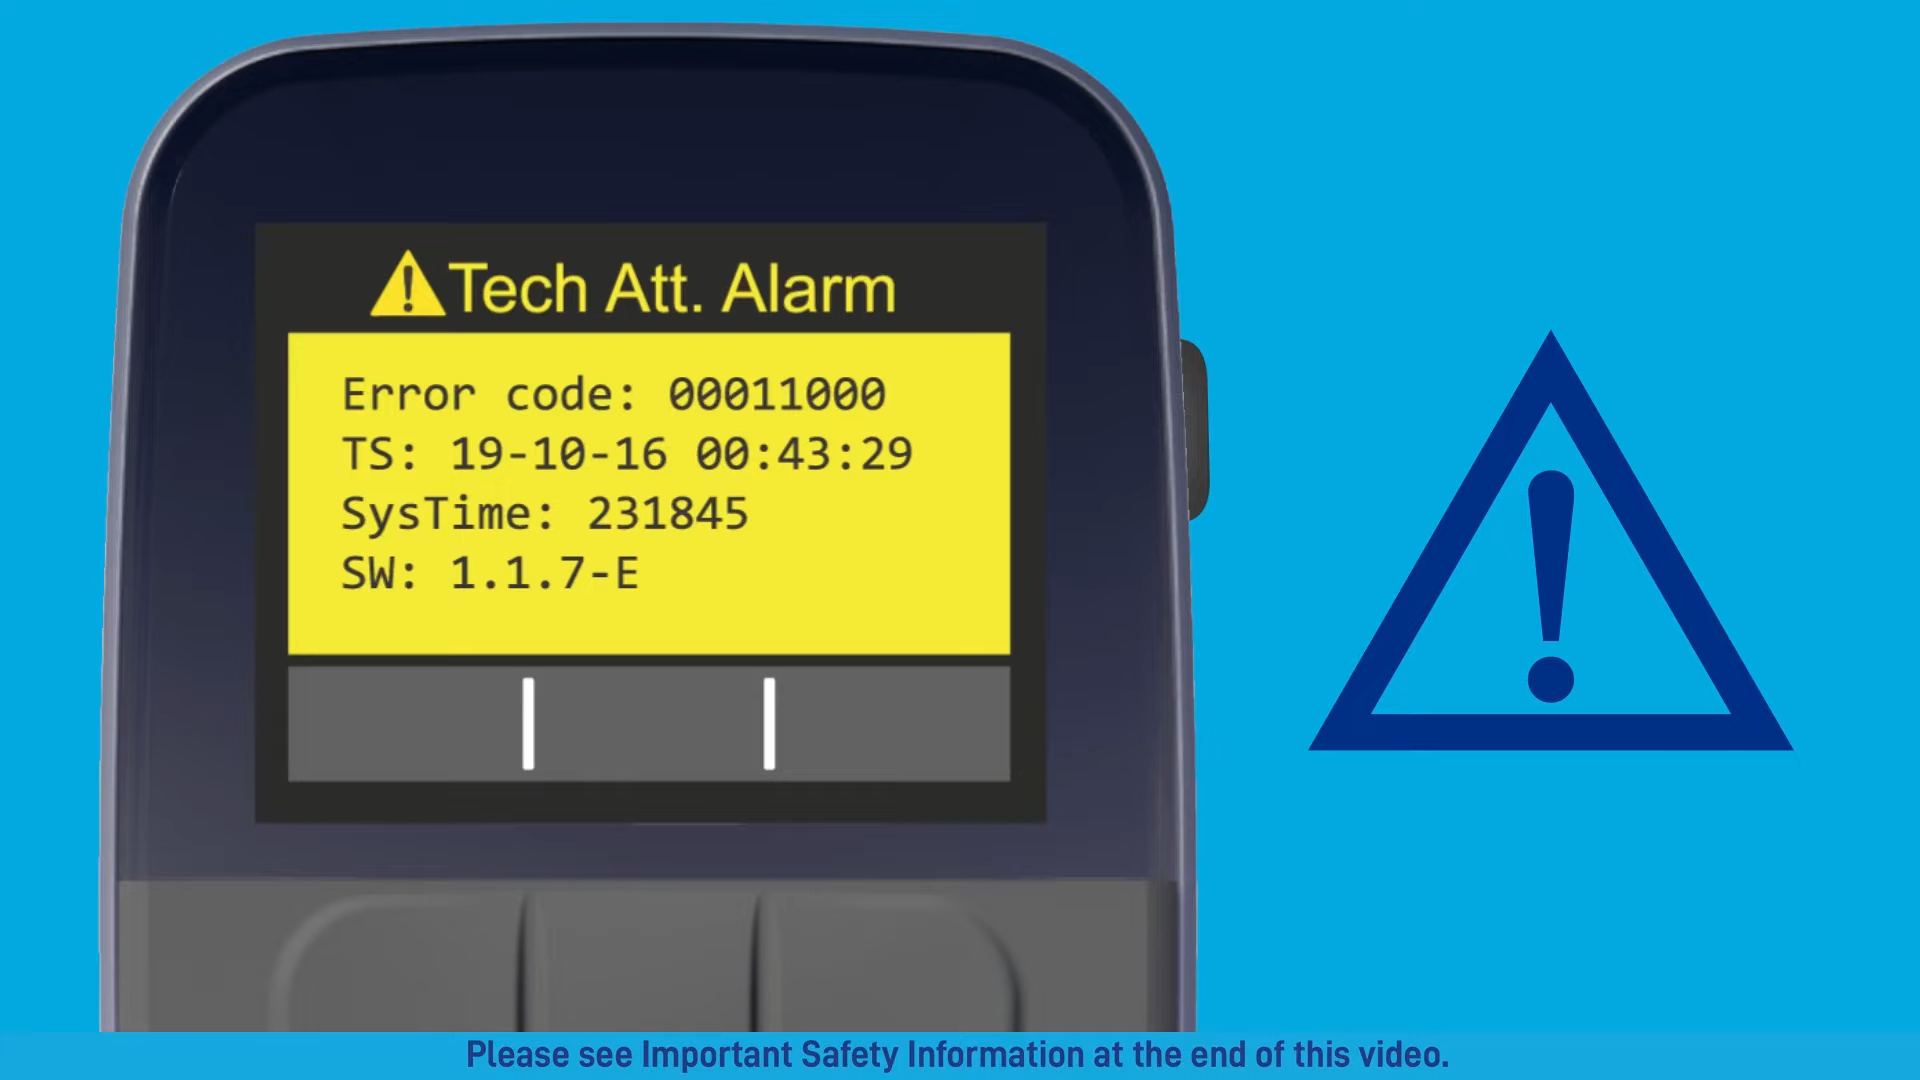 Tech Att. Alarm
Error code: 00011000
TS: 19-10-16 00:43:29
SysTime: 231845
SW: 1.1.7-E
Please see Important Safety Information at the end of this video.